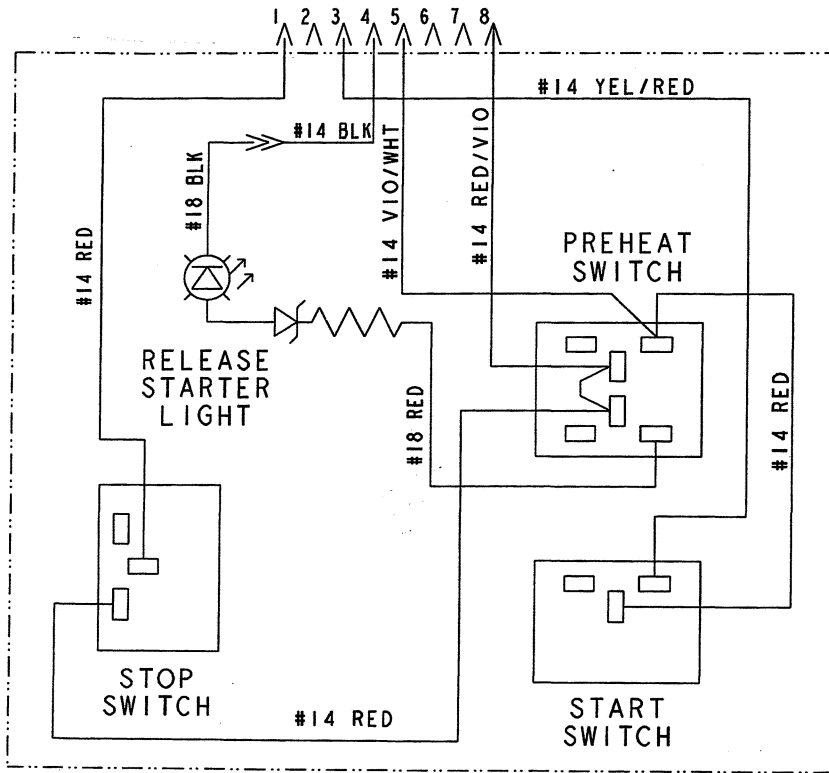 1 2 3 4 5 6 7 8
#14 YEL/RED
#14 BLK
#18 BLK
#14 VIO/WHT
#14 RED/VIO
#14 RED
PREHEAT
SWITCH
RELEASE
STARTER
LIGHT
#18 RED
#14 RED
STOP
SWITCH
#14 RED
START
SWITCH